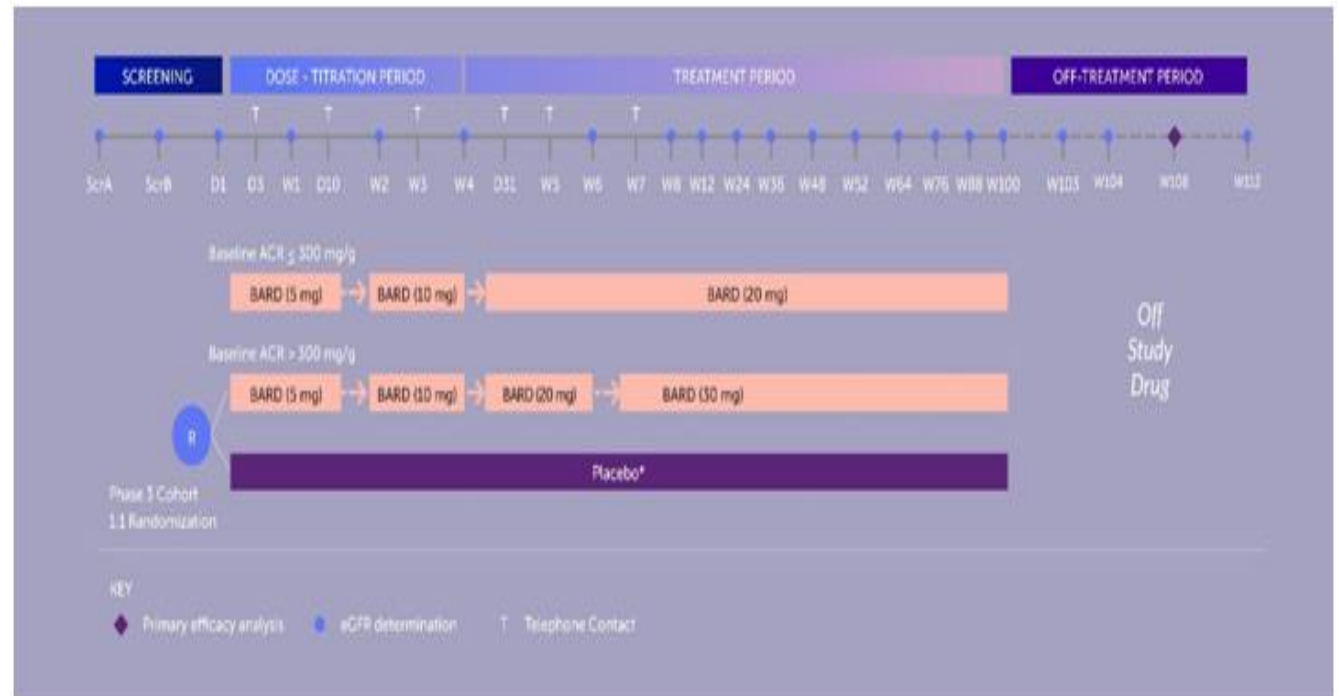 SCREENING DOSE - TITRATION PERIOD TREATMENT PERIOD OFF-TREATMENT PERIOD
T T T T T T
ScrA ScrB D1 D3 W1 D10 W2 W3 W4 D31 W5 W6 W7 W8 W12 W24 W36 W48 W52 W64 W76 W88 W100 W103 W104 W108 W112
Baseline ACR ≤ 300 mg/g
BARD (5 mg) BARD (10 mg) BARD (20 mg)
Off
Study
Drug
Baseline ACR > 300 mg/g
BARD (5 mg) BARD (10 mg) BARD (20 mg) BARD (30 mg)
R
Placebo*
Phase 3 Cohort
1:1 Randomization
KEY
Primary efficacy analysis eGFR determination T Telephone Contact